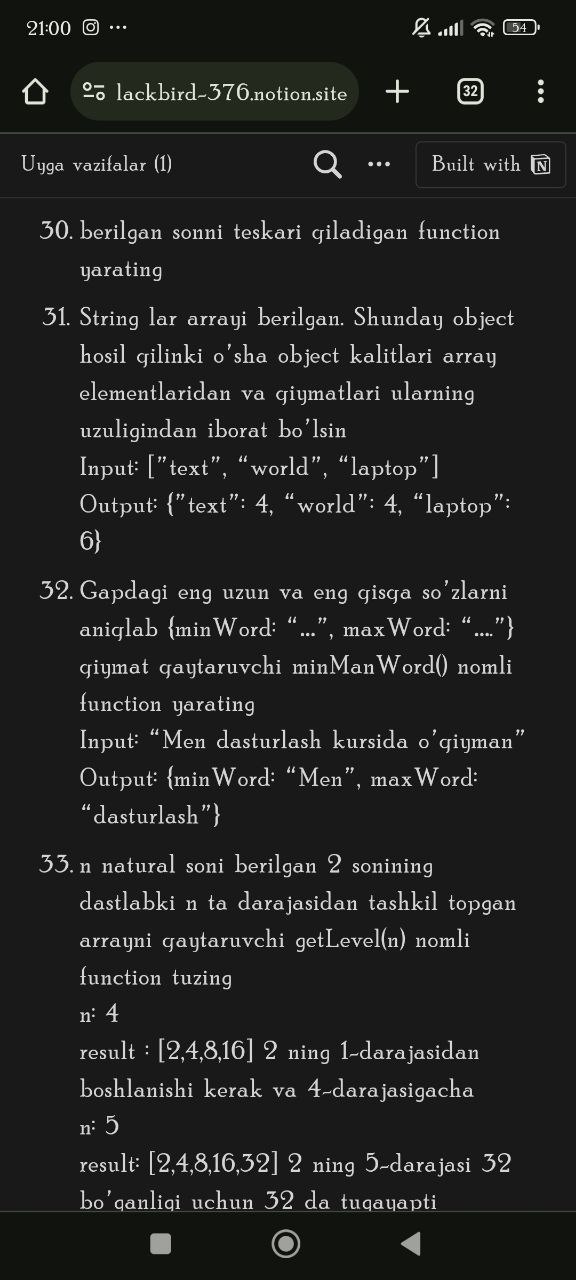 21:00 ...
54
lackbird-376.notion.site
32
Uyga vazifalar (1)
Built with
30. berilgan sonni teskari qiladigan function
yarating
31. String lar arrayi berilgan. Shunday object
hosil qilinki o'sha object kalitlari array
elementlaridan va qiymatlari ularning
uzuligindan iborat bo'lsin
Input: ["text", "world", "laptop"]
Output: {"text": 4, "world": 4, "laptop":
6}
32. Gapdagi eng uzun va eng qisqa so'zlarni
aniqlab {minWord: "...", maxWord: "...."}
qiymat qaytaruvchi minManWord() nomli
function yarating
Input: "Men dasturlash kursida o'qiyman"
Output: {minWord: "Men", maxWord:
"dasturlash"}
33. n natural soni berilgan 2 sonining
dastlabki n ta darajasidan tashkil topgan
arrayni qaytaruvchi getLevel(n) nomli
function tuzing
n: 4
result : [2,4,8,16] 2 ning 1-darajasidan
boshlanishi kerak va 4-darajasigacha
n: 5
result: [2,4,8,16,32] 2 ning 5-darajasi 32
bo'ganligi uchun 32 da tugayapti